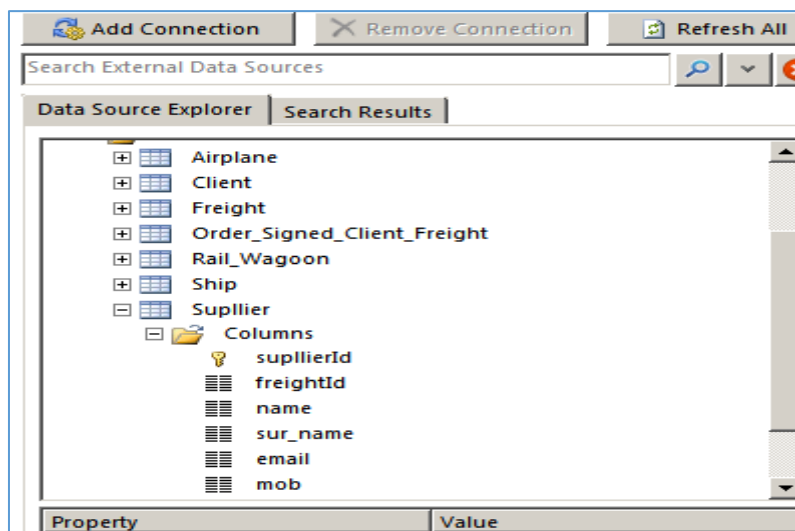 Add Connection Remove Connection Refresh All
Search External Data Sources
Data Source Explorer Search Results
Airplane
Client
Freight
Order_Signed_Client_Freight
Rail_Wagoon
Ship
Supllier
Columns
supllierId
freightId
name
sur_name
email
mob
Property Value